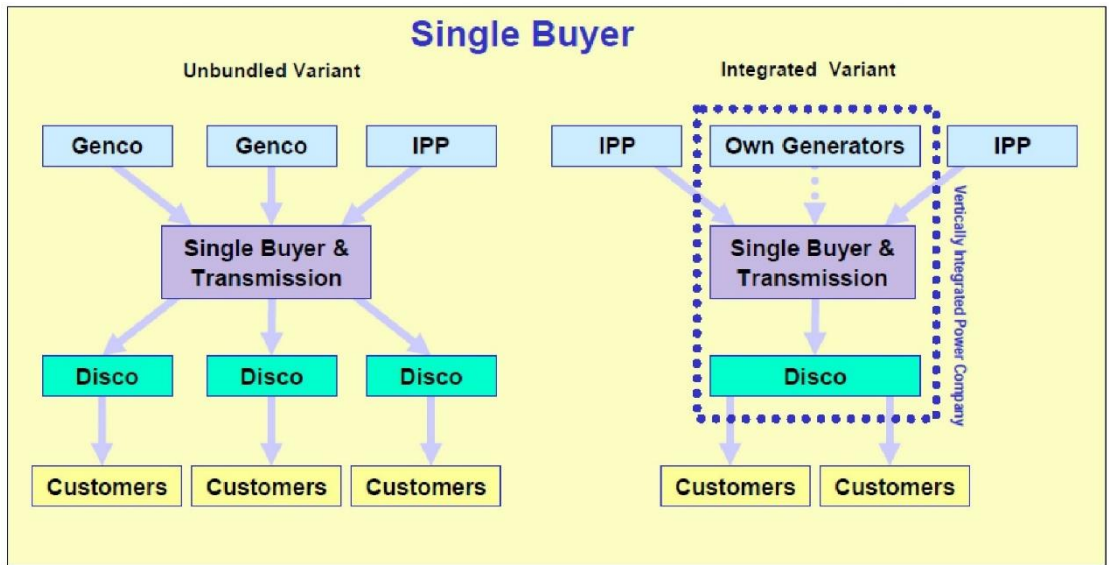 Single Buyer
Unbundled Variant
Integrated Variant
Genco
Genco
IPP
IPP
Own Generators
IPP
Single Buyer &
Transmission
Single Buyer &
Transmission
Vertically Integrated Power Company
Disco
Disco
Disco
Disco
Customers
Customers
Customers
Customers
Customers